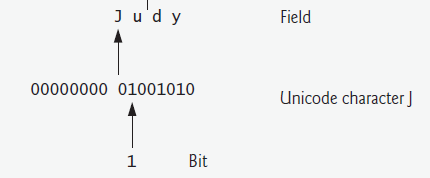 J u d y Field
00000000 01001010 Unicode character J
1 Bit